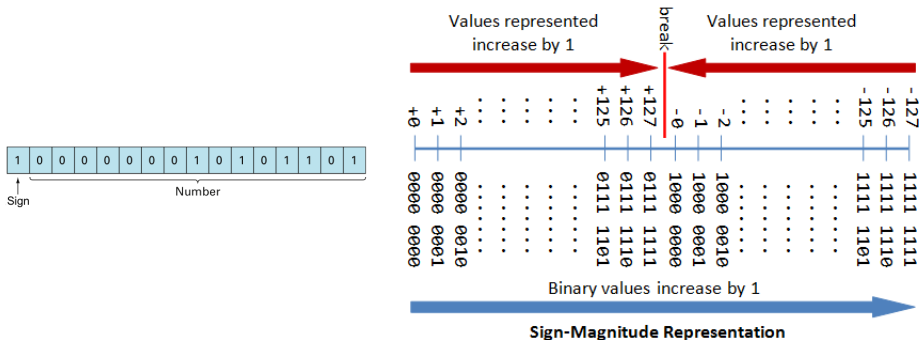 1 0 0 0 0 0 0 0 1 0 1 0 1 1 0 1
Sign
Number
Values represented
increase by 1
break
Values represented
increase by 1
+0 +1 +2 +125 +126 +127 -0 -1 -2 -125 -126 -127
0000 0000
0000 0001
0000 0010
0111 1101
0111 1110
0111 1111
1000 0000
1000 0001
1000 0010
1111 1101
1111 1110
1111 1111
Binary values increase by 1
Sign-Magnitude Representation